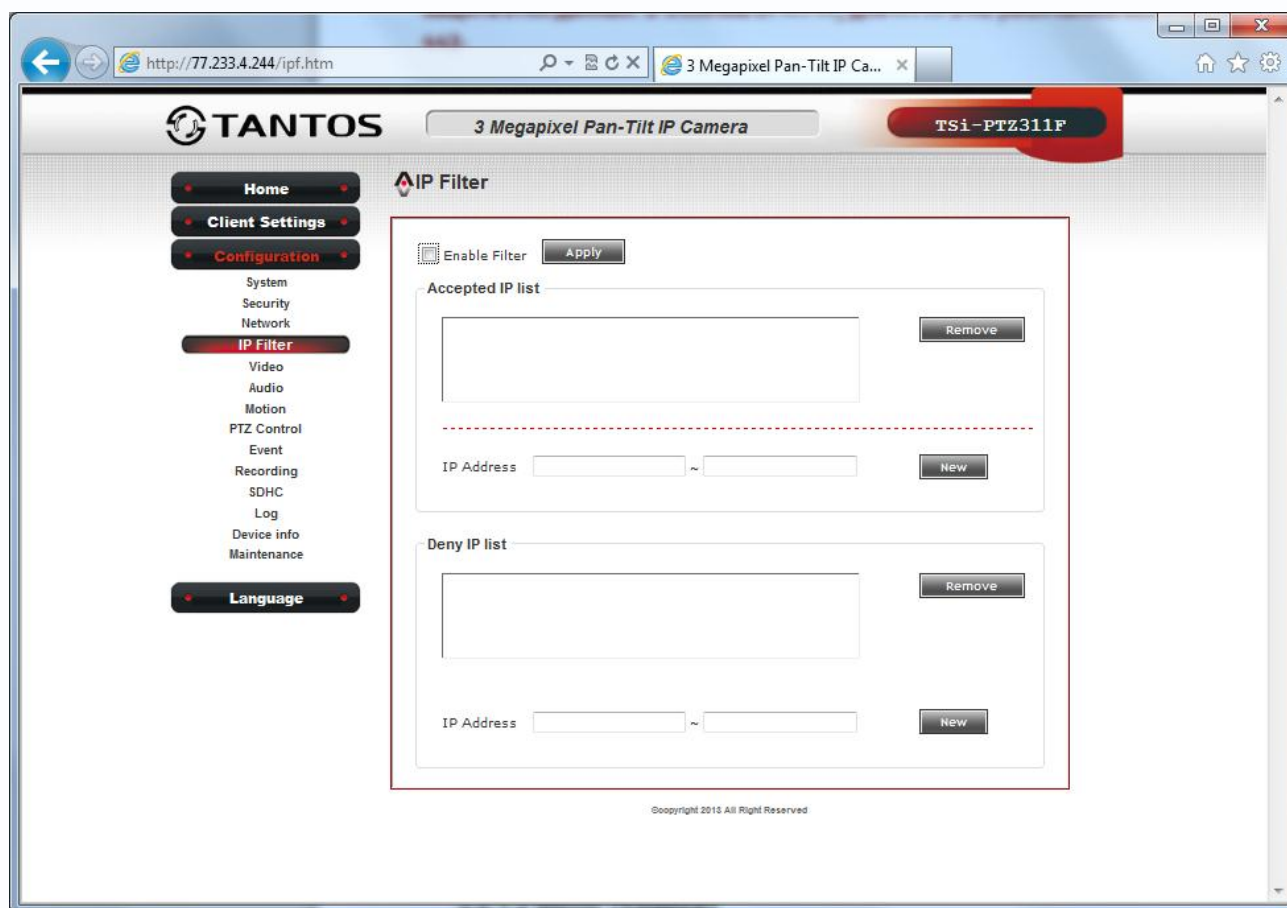 http://77.233.4.244/ipf.htm
3 Megapixel Pan-Tilt IP Ca...
TANTOS
3 Megapixel Pan-Tilt IP Camera
TSi-PTZ311F
Home
Client Settings
Configuration
System
Security
Network
IP Filter
Video
Audio
Motion
PTZ Control
Event
Recording
SDHC
Log
Device info
Maintenance
Language
IP Filter
Enable Filter
Apply
Accepted IP list
Remove
IP Address ~
New
Deny IP list
Remove
IP Address ~
New
©opyright 2013 All Right Reserved